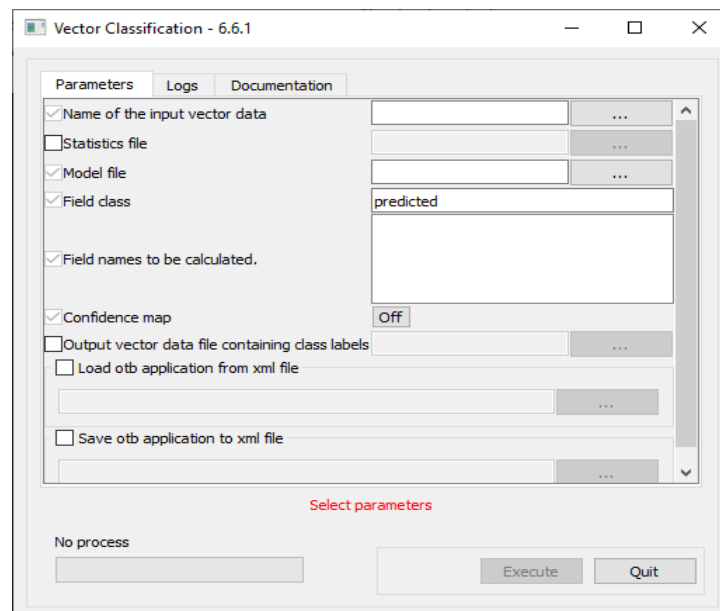 Vector Classification - 6.6.1
Parameters Logs Documentation
Name of the input vector data ...
Statistics file ...
Model file ...
Field class predicted
Field names to be calculated.
Confidence map Off
Output vector data file containing class labels ...
Load otb application from xml file
...
Save otb application to xml file
...
Select parameters
No process
Execute Quit